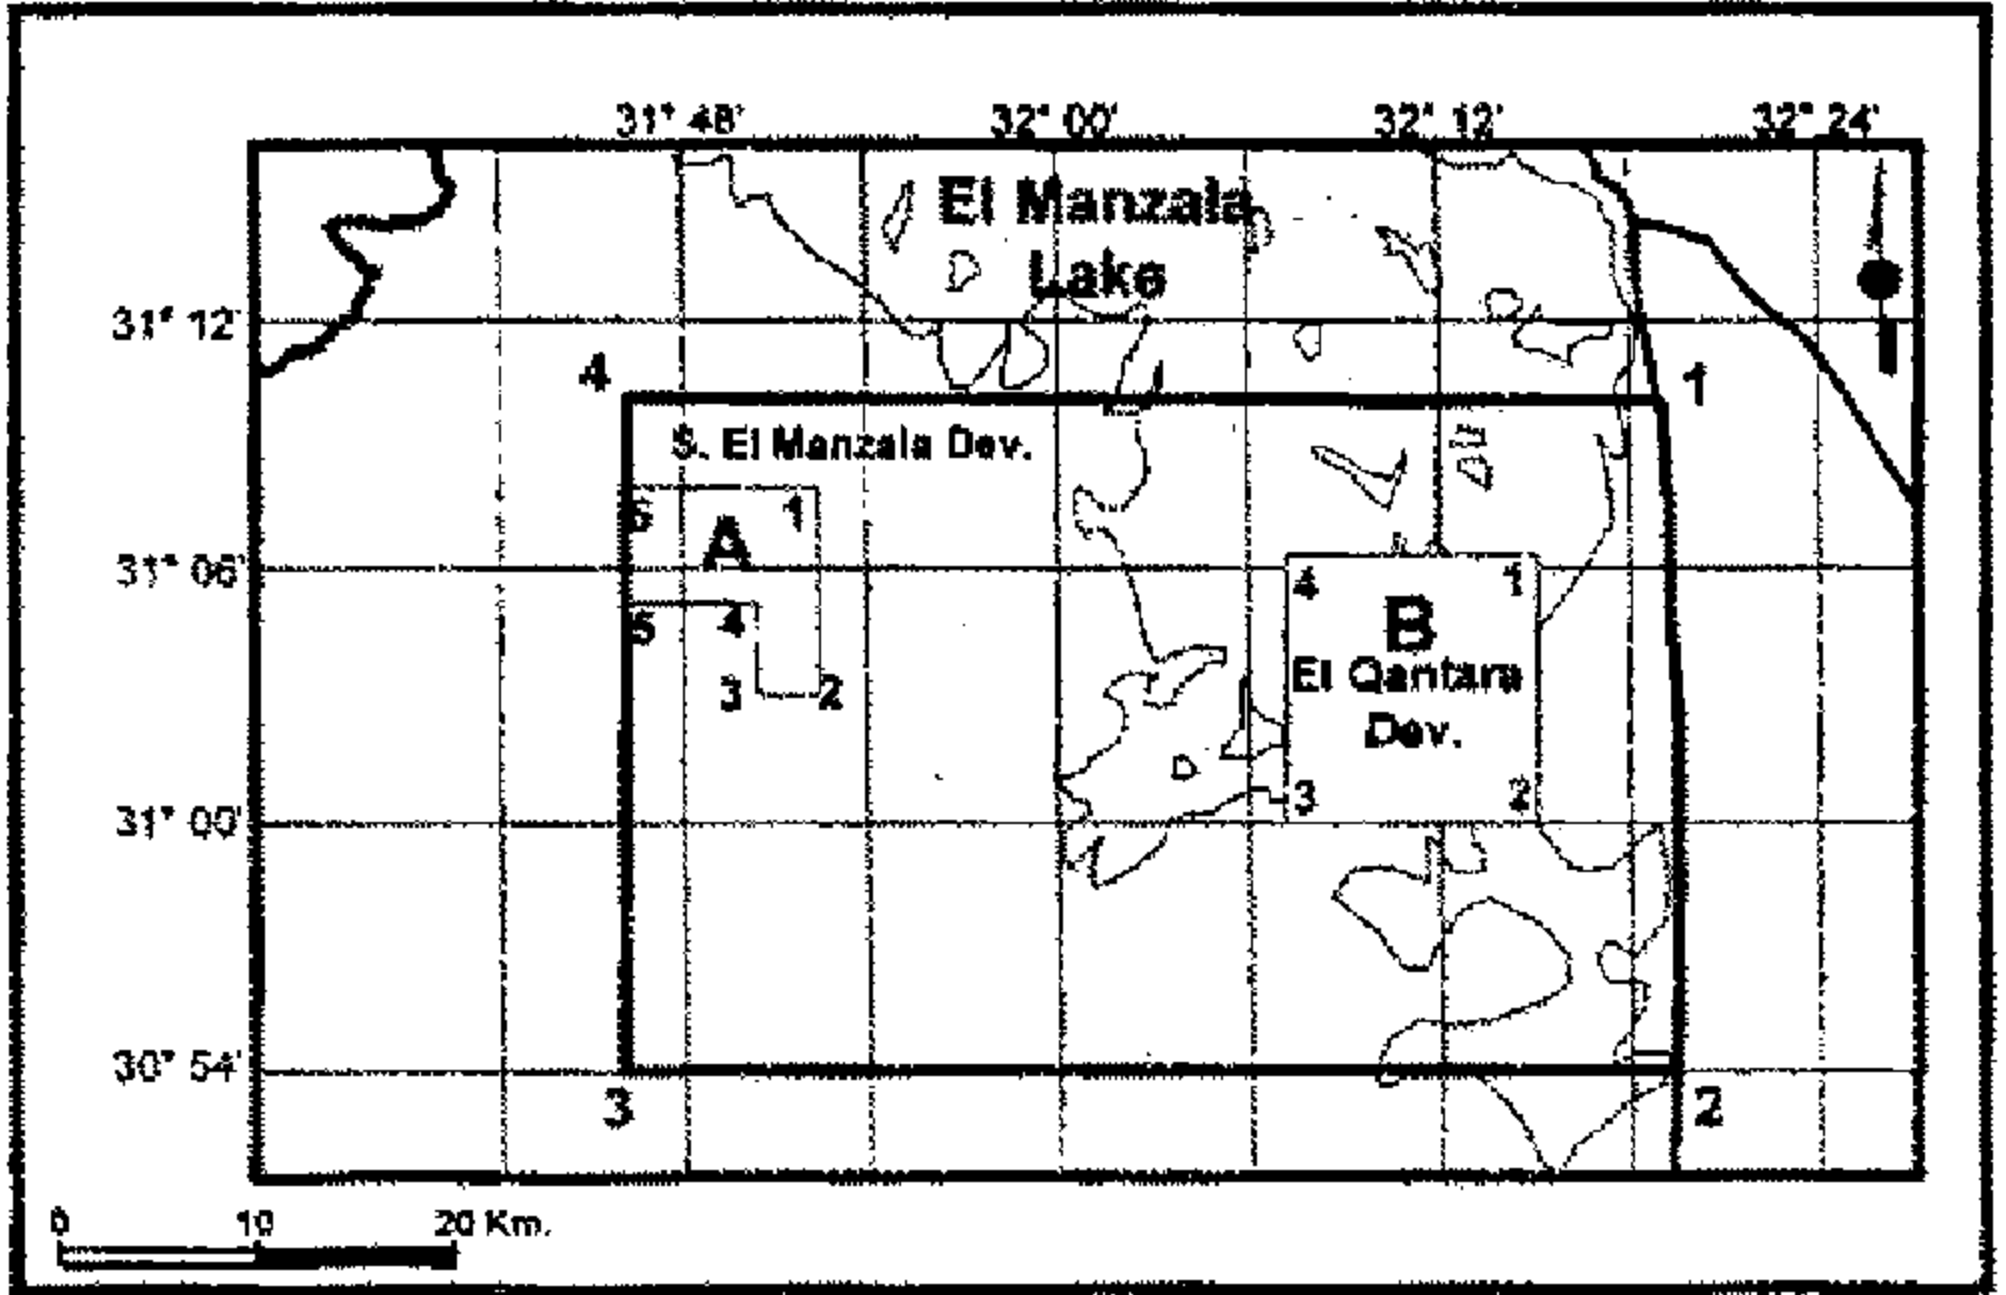 31° 48' 32° 00' 32° 12' 32° 24'
El Manzala
Lake
31° 12'
4
1
S. El Manzala Dev.
6 1
A
31° 06'
4 1
5 4
B
3 2
El Qantara
Dev.
3 2
31° 00'
30° 54'
3
2
0 10 20 Km.